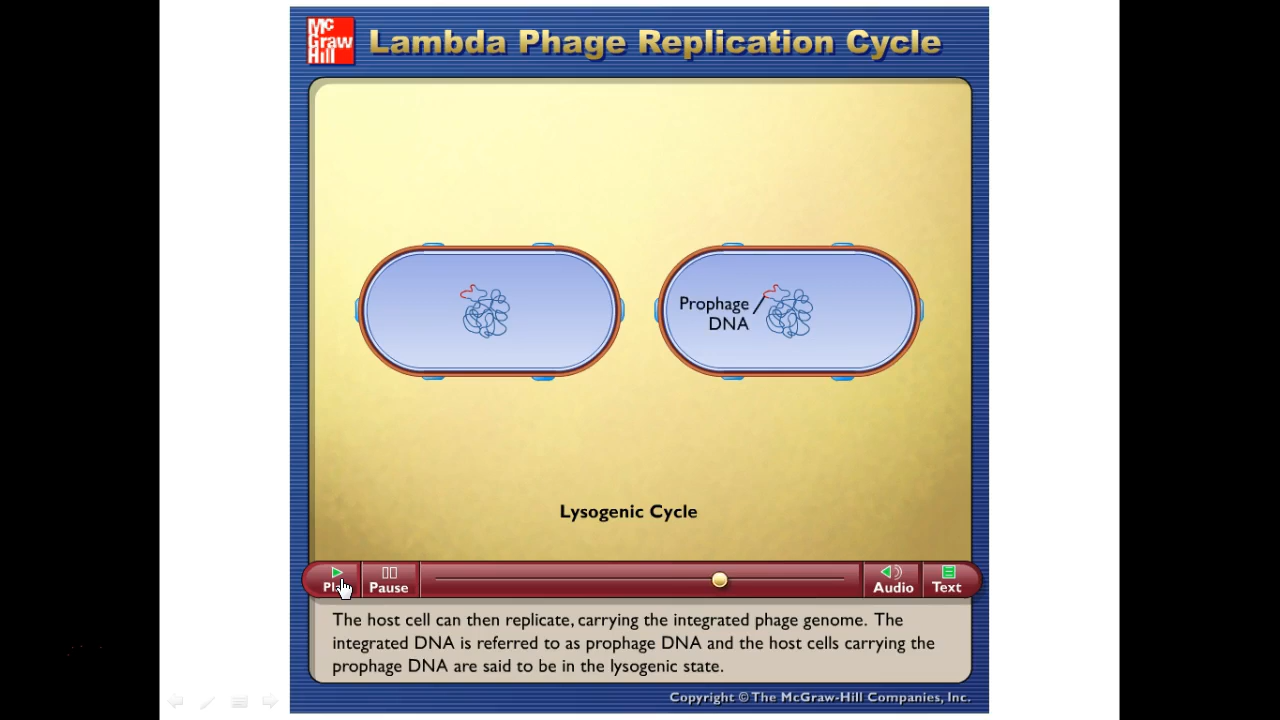 Mc
Graw
Hill
Lambda Phage Replication Cycle
Prophage
DNA
Lysogenic Cycle
Pause
Audio
Text
The host cell can then replicate, carrying the integrated phage genome. The
integrated DNA is referred to as prophage DNA and the host cells carrying the
prophage DNA are said to be in the lysogenic state.
Copyright © The McGraw-Hill Companies, Inc.